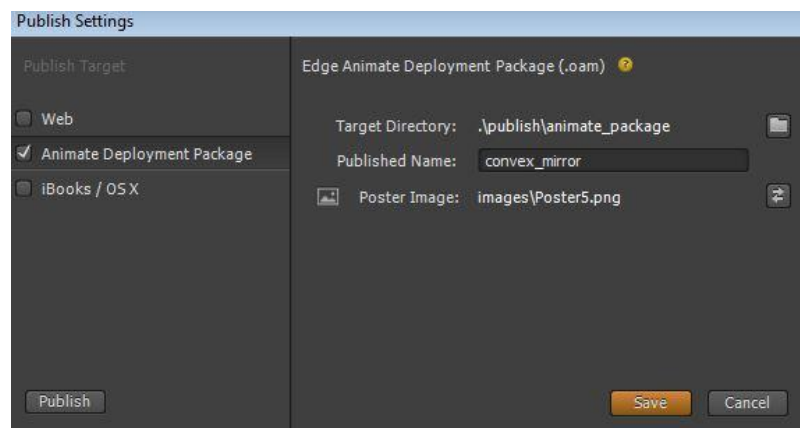 Publish Settings
Publish Target
Web
Animate Deployment Package
iBooks / OS X
Publish
Edge Animate Deployment Package (.oam) ?
Target Directory: .\publish\animate_package
Published Name: convex_mirror
Poster Image: images\Poster5.png
Save Cancel